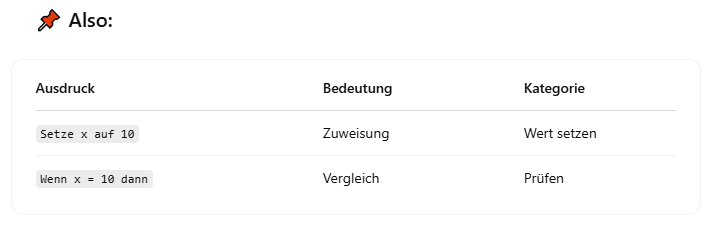 📌 Also:
Ausdruck Bedeutung Kategorie
Setze x auf 10 Zuweisung Wert setzen
Wenn x = 10 dann Vergleich Prüfen